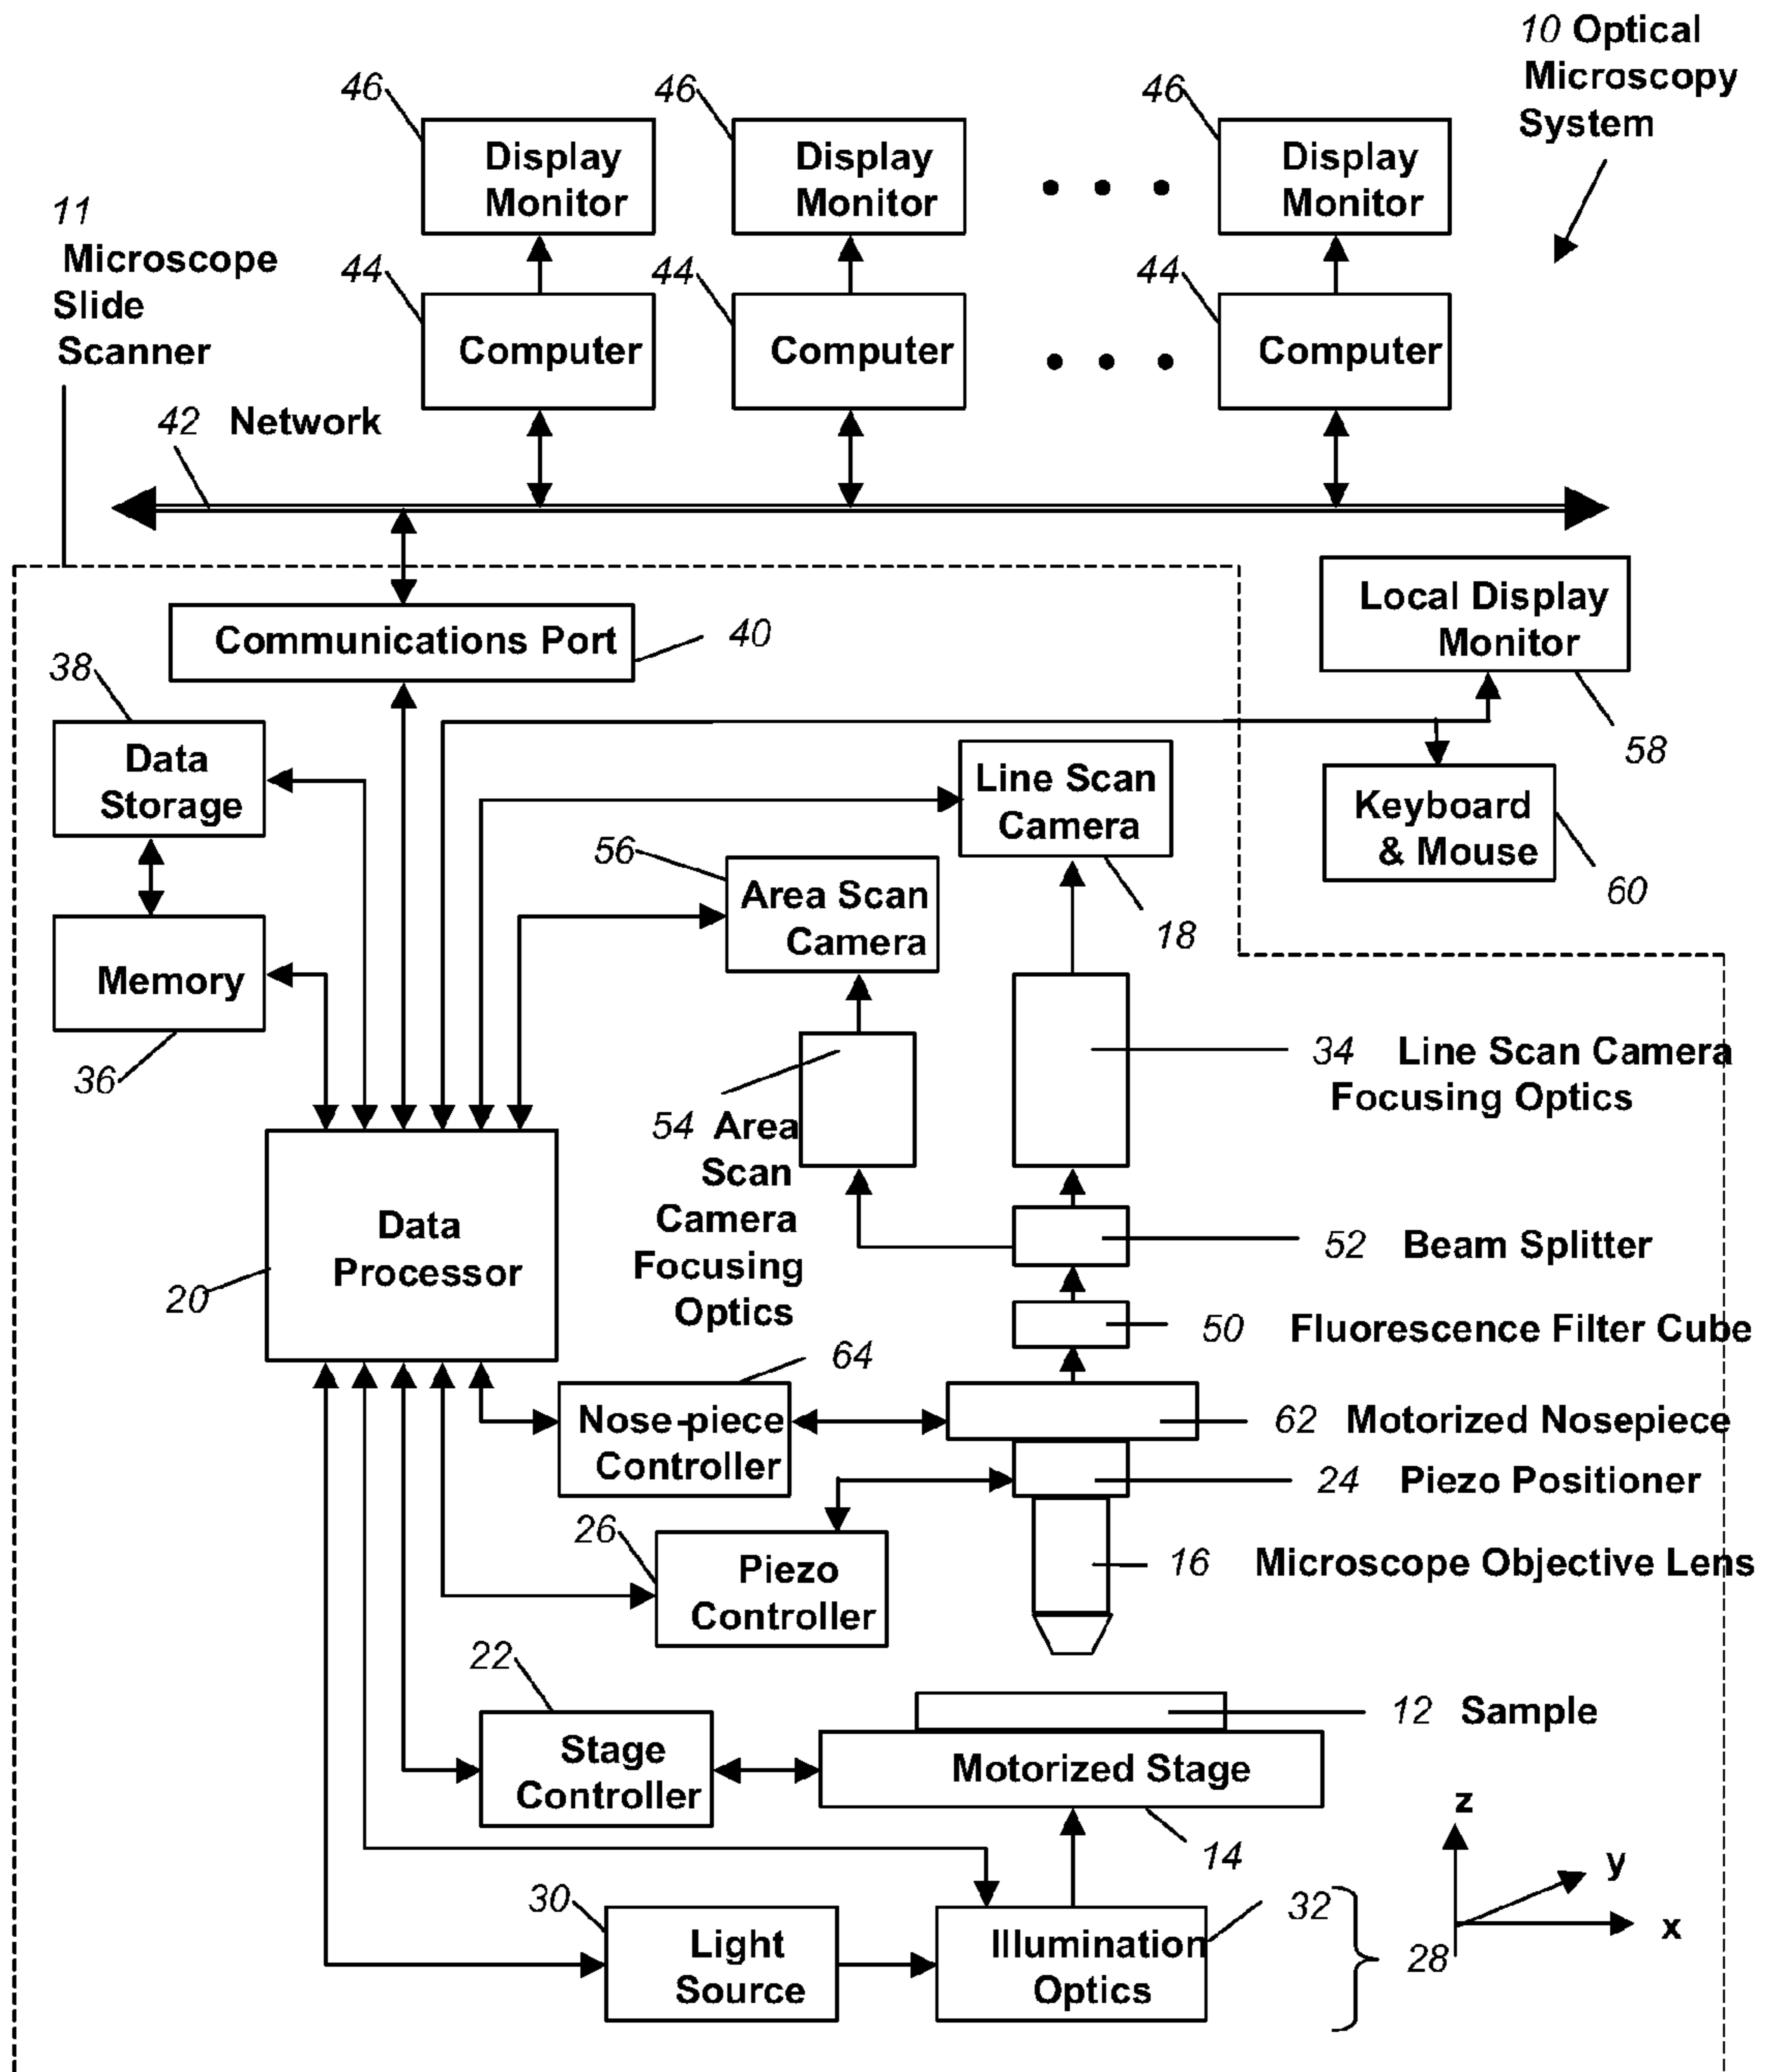 10 Optical
Microscopy
System
46
46
46
Display
Monitor
Display
Monitor
Display
Monitor
11
Microscope
Slide
Scanner
44
44
44
Computer
Computer
Computer
42 Network
Local Display
Monitor
58
Communications Port
40
38
Data
Storage
Line Scan
Camera
18
Keyboard
& Mouse
60
56
Area Scan
Camera
Memory
36
34 Line Scan Camera
Focusing Optics
54 Area
Scan
Camera
Focusing
Optics
Data
Processor
20
52 Beam Splitter
50 Fluorescence Filter Cube
64
Nose-piece
Controller
62 Motorized Nosepiece
24 Piezo Positioner
26
Piezo
Controller
16 Microscope Objective Lens
22
Stage
Controller
12 Sample
Motorized Stage
14
z
y
x
30
Light
Source
Illumination
Optics
32
28